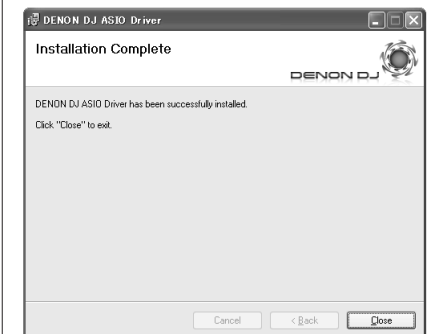 DENON DJ ASIO Driver
Installation Complete
DENON DJ
DENON DJ ASIO Driver has been successfully installed.
Click "Close" to exit.
Cancel
< Back
Close